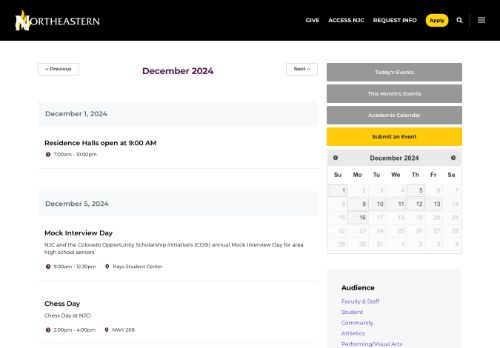 NORTHEASTERN
GIVE ACCESS NJC REQUEST INFO Apply
< Previous
December 2024
Next >>
December 1, 2024
Residence Halls open at 9:00 AM
7:00am - 10:00pm
December 5, 2024
Mock Interview Day
NJC and the Colorado Opportunity Scholarship Initiative's (COSI) annual Mock Interview Day for area
high school seniors
9:00am - 12:30pm Hays Student Center
Chess Day
Chess Day at NJC!
2:00pm - 4:00pm NWY 208
Today's Events
This Month's Events
Academic Calendar
Submit an Event
December 2024
Su Mo Tu We Th Fr Sa
1 2 3 4 5 6 7
8 9 10 11 12 13 14
15 16 17 18 19 20 21
22 23 24 25 26 27 28
29 30 31 1 2 3 4
Audience
Faculty & Staff
Student
Community
Athletics
Performing/Visual Arts